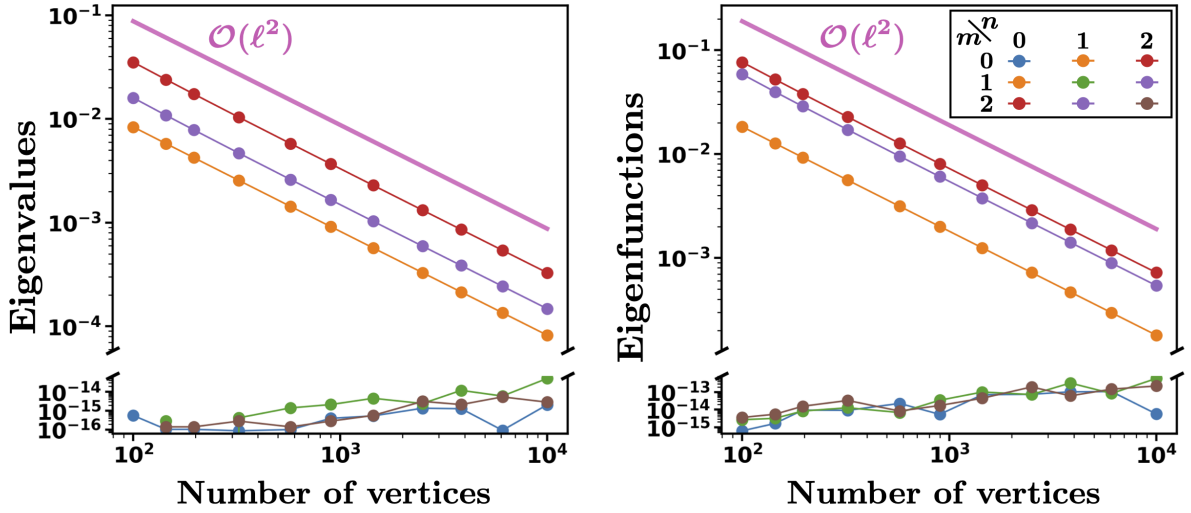 Eigenvalues
10⁻¹
10⁻²
10⁻³
10⁻⁴
10⁻¹⁴
10⁻¹⁵
10⁻¹⁶
𝒪(ℓ²)
10² 10³ 10⁴
Number of vertices
Eigenfunctions
10⁻¹
10⁻²
10⁻³
10⁻¹³
10⁻¹⁴
10⁻¹⁵
𝒪(ℓ²)
m\n 0 1 2
0
1
2
10² 10³ 10⁴
Number of vertices